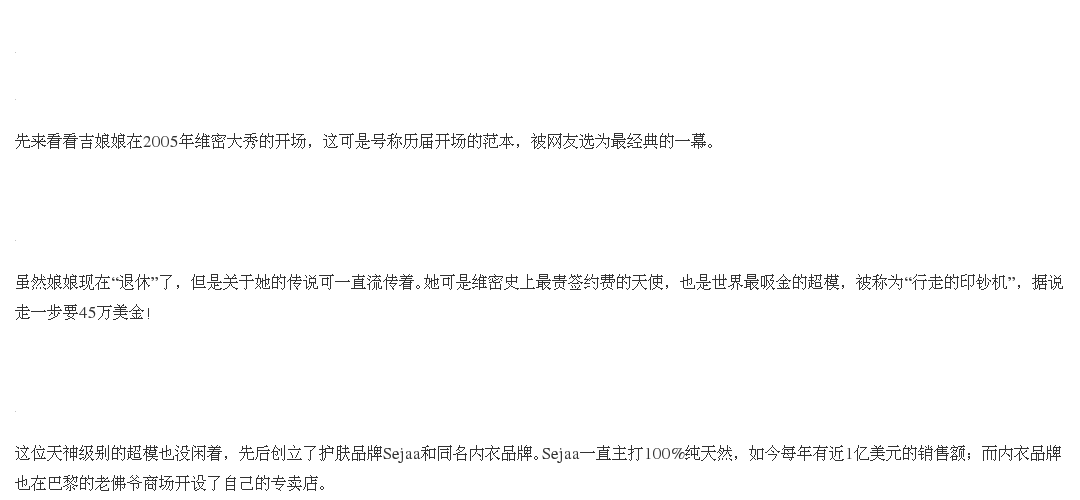 先来看看吉娘娘在2005年维密大秀的开场，这可是号称历届开场的范本，被网友选为最经典的一幕。
虽然娘娘现在“退休”了，但是关于她的传说可一直流传着。她可是维密史上最贵签约费的天使，也是世界最吸金的超模，被称为“行走的印钞机”，据说
走一步要45万美金！
这位天神级别的超模也没闲着，先后创立了护肤品牌Sejaa和同名内衣品牌。Sejaa一直主打100%纯天然，如今每年有近1亿美元的销售额；而内衣品牌
也在巴黎的老佛爷商场开设了自己的专卖店。